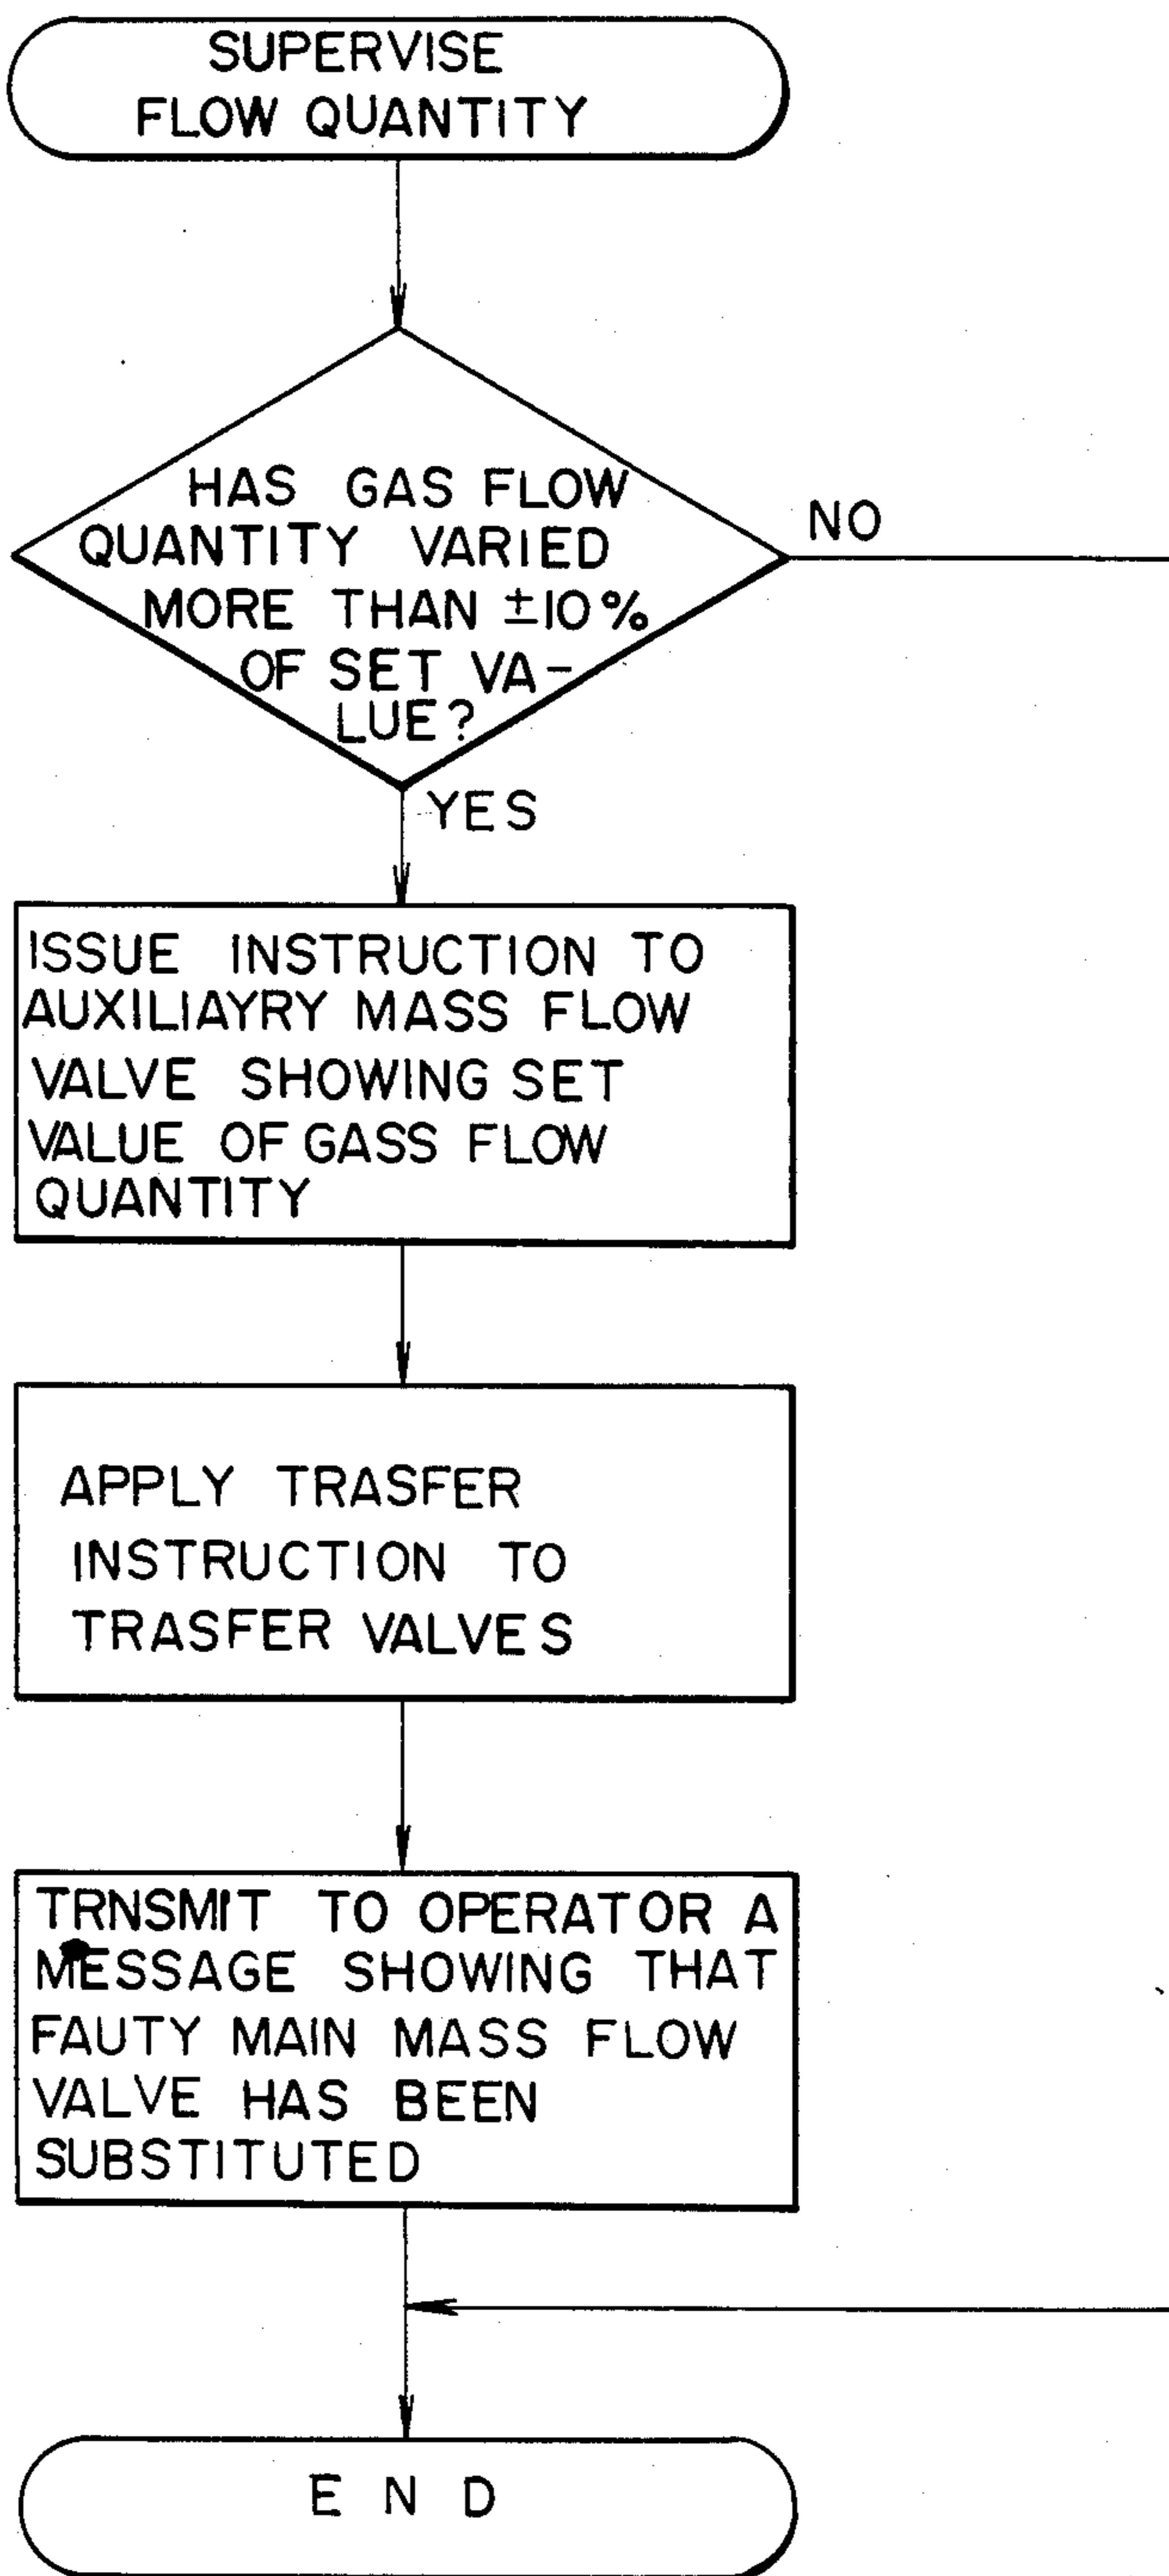 SUPERVISE
FLOW QUANTITY
HAS GAS FLOW
QUANTITY VARIED
MORE THAN ±10%
OF SET VA-
LUE?
NO
YES
ISSUE INSTRUCTION TO
AUXILIAYRY MASS FLOW
VALVE SHOWING SET
VALUE OF GASS FLOW
QUANTITY
APPLY TRASFER
INSTRUCTION TO
TRASFER VALVES
TRNSMIT TO OPERATOR A
MESSAGE SHOWING THAT
FAUTY MAIN MASS FLOW
VALVE HAS BEEN
SUBSTITUTED
END